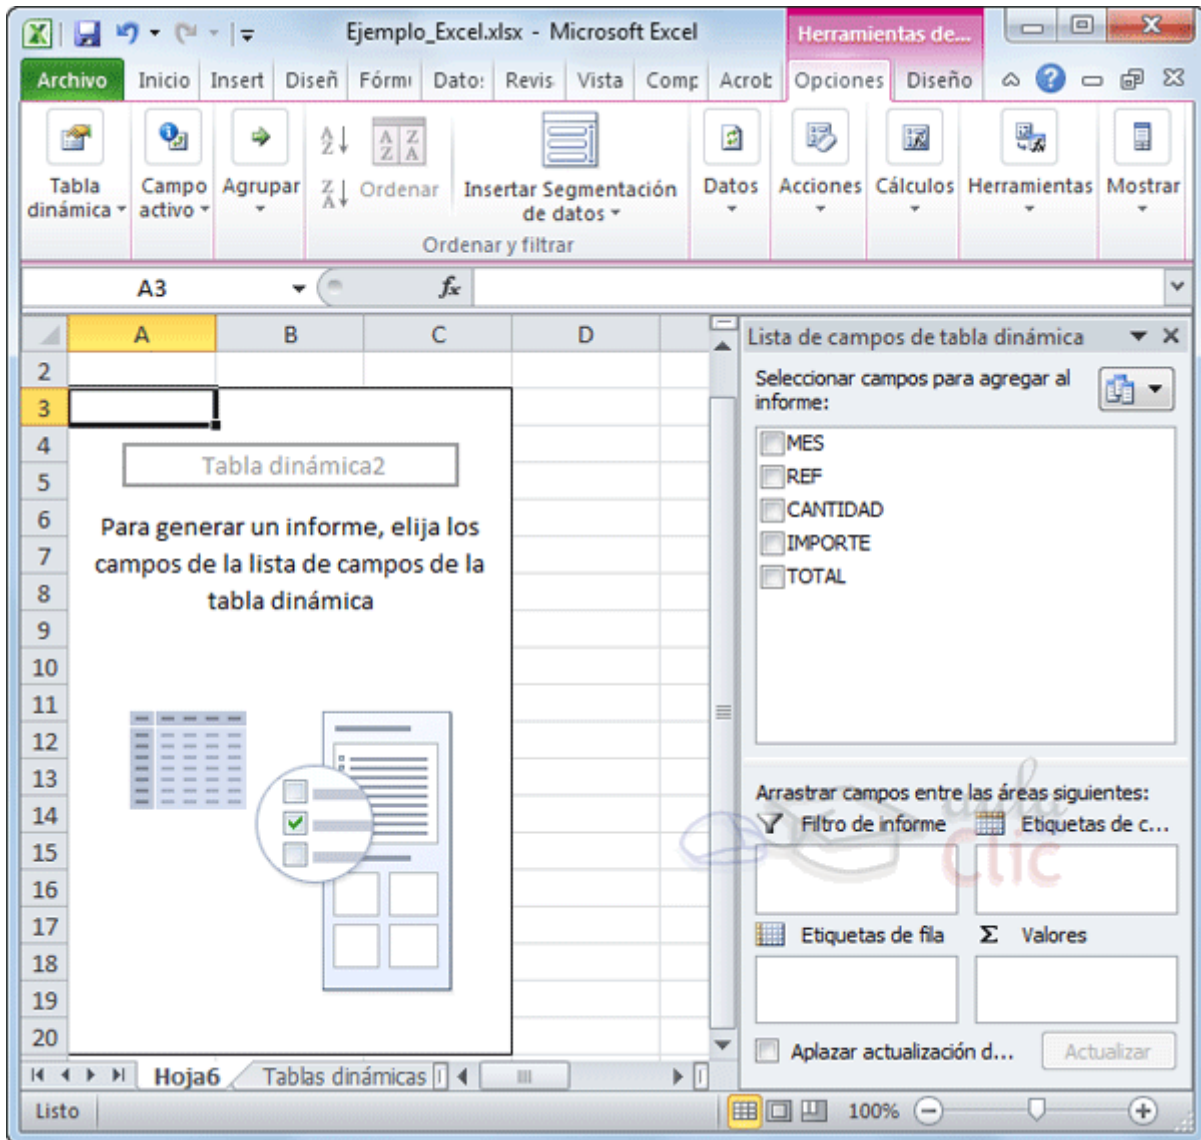 Ejemplo_Excel.xlsx - Microsoft Excel
Herramientas de...
Archivo Inicio Insert Diseñ Fórmu Dato: Revis Vista Comp Acrob Opciones Diseño
Tabla dinámica
Campo activo
Agrupar
Ordenar
Insertar Segmentación de datos
Datos
Acciones
Cálculos
Herramientas
Mostrar
Ordenar y filtrar
A3
fx
A B C D
2
3
4
5
6
7
8
9
10
11
12
13
14
15
16
17
18
19
20
Tabla dinámica2
Para generar un informe, elija los
campos de la lista de campos de la
tabla dinámica
Lista de campos de tabla dinámica
Seleccionar campos para agregar al
informe:
MES
REF
CANTIDAD
IMPORTE
TOTAL
Arrastrar campos entre las áreas siguientes:
Filtro de informe Etiquetas de c...
Etiquetas de fila Σ Valores
aula
Clic
Aplazar actualización d... Actualizar
Hoja6 Tablas dinámicas
Listo 100%